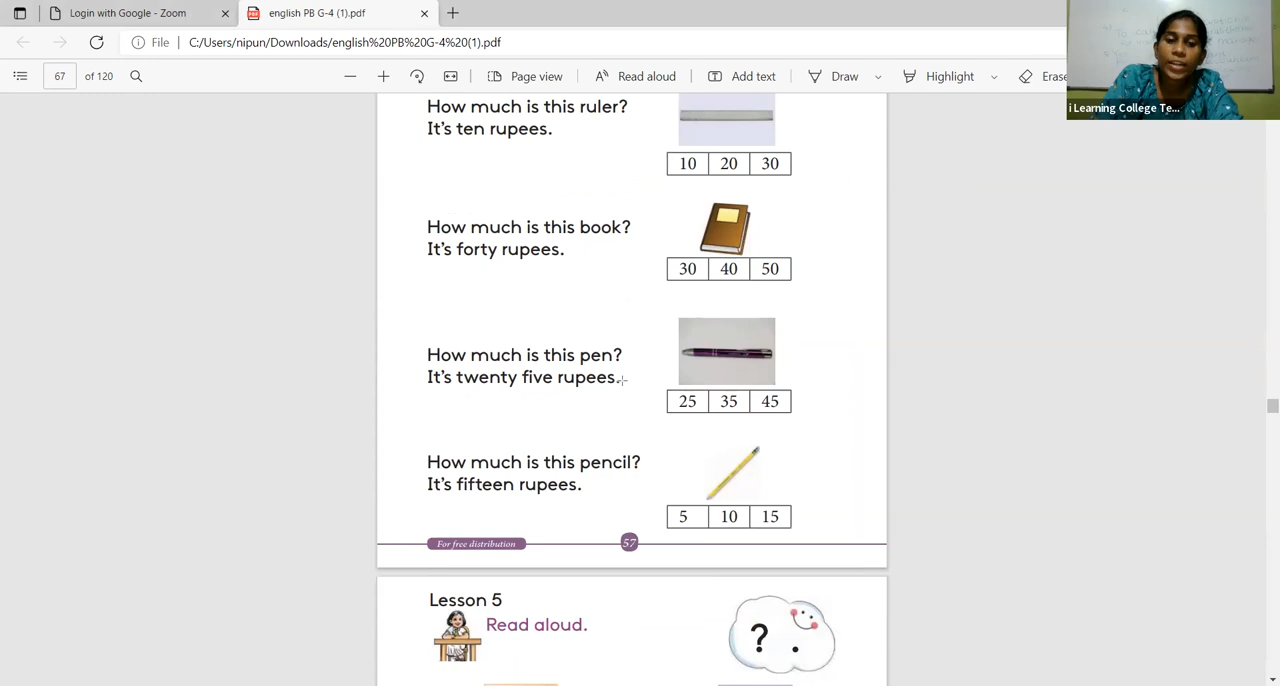 Login with Google - Zoom
english PB G-4 (1).pdf
File
C:/Users/nipun/Downloads/english%20PB%20G-4%20(1).pdf
67 of 120
Page view
Read aloud
Add text
Draw
Highlight
Erase
i Learning College Te...
How much is this ruler?
It's ten rupees.
10 20 30
How much is this book?
It's forty rupees.
30 40 50
How much is this pen?
It's twenty five rupees.
25 35 45
How much is this pencil?
It's fifteen rupees.
5 10 15
For free distribution
57
Lesson 5
Read aloud.
? .